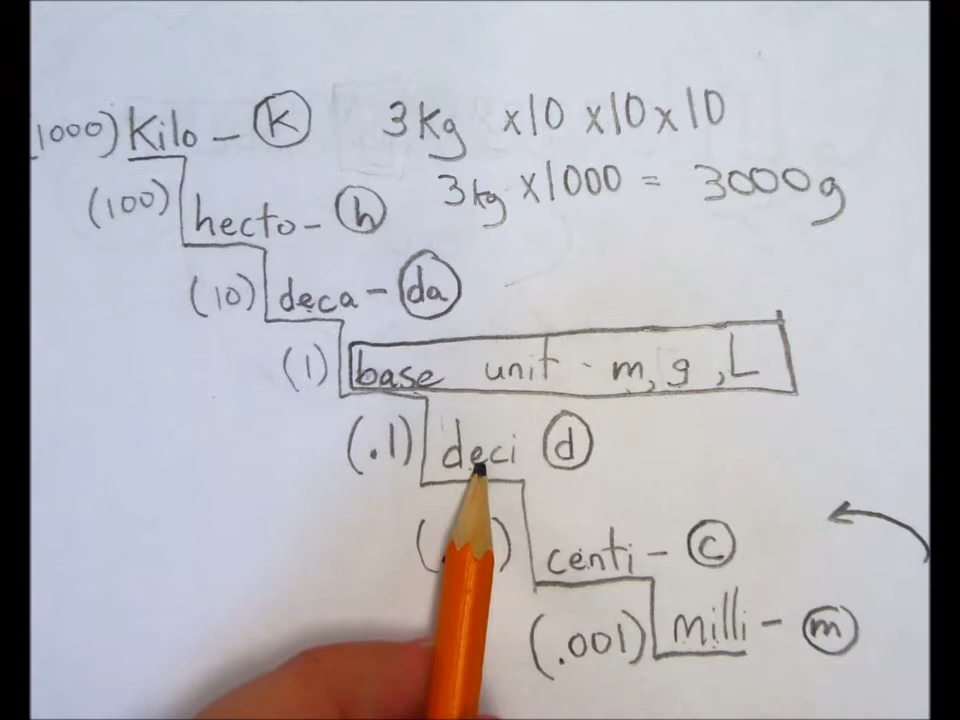 1000) Kilo - k 3Kg x10 x10 x10
3kg x1000 = 3000g
(100) hecto - h
(10) deca - da
(1) base unit - m, g, L
(.1) deci d
centi - c
(.001) milli - m